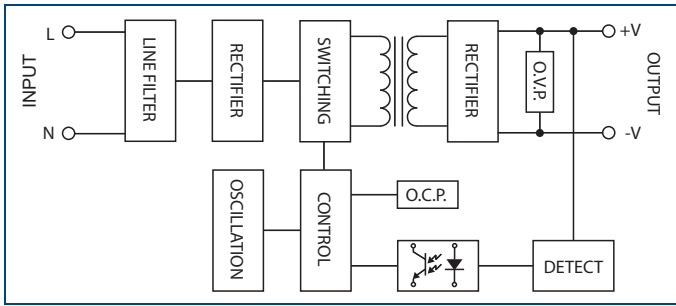 INPUT
L
N
LINE FILTER
RECTIFIER
SWITCHING
RECTIFIER
O.V.P.
+V
-V
OUTPUT
OSCILLATION
CONTROL
O.C.P.
DETECT